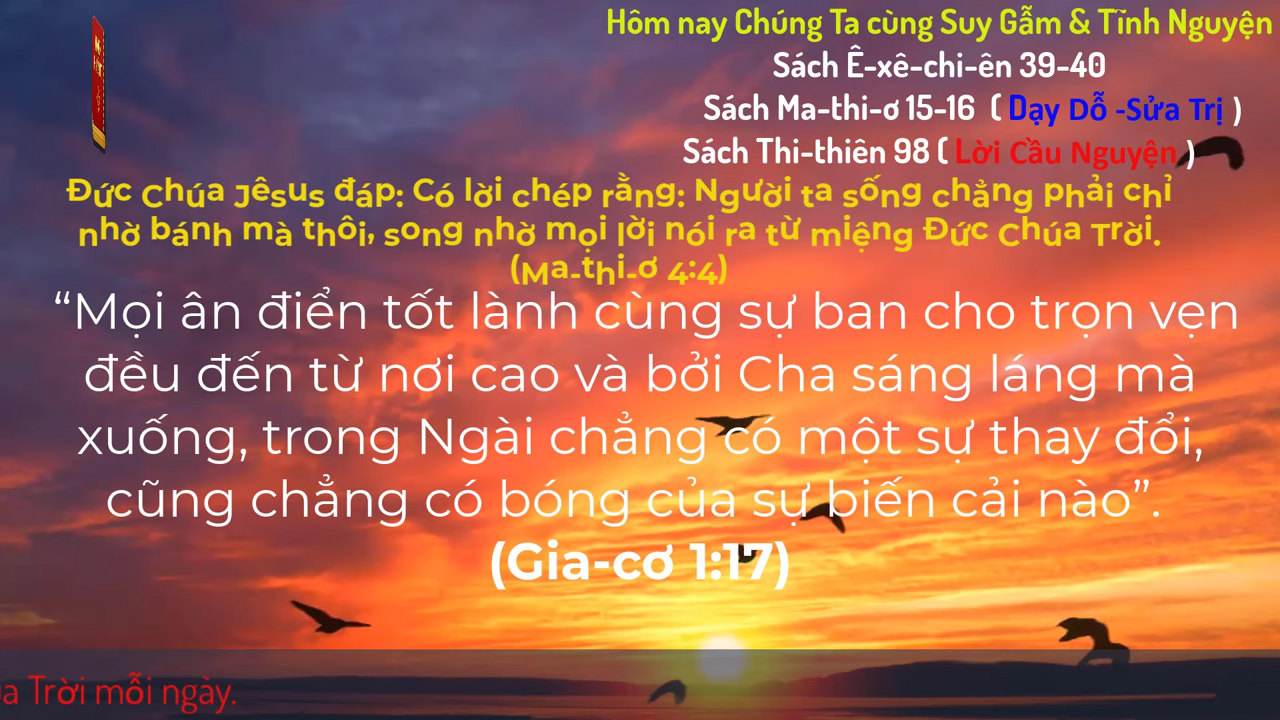 Hôm nay Chúng Ta cùng Suy Gẫm & Tĩnh Nguyện
Sách Ê-xê-chi-ên 39-40
Sách Ma-thi-ơ 15-16 ( Dạy Dỗ -Sửa Trị )
Sách Thi-thiên 98 ( Lời Cầu Nguyện )
Đức Chúa Jêsus đáp: Có lời chép rằng: Người ta sống chẳng phải chỉ
nhờ bánh mà thôi, song nhờ mọi lời nói ra từ miệng Đức Chúa Trời.
(Ma-thi-ơ 4:4)
“Mọi ân điển tốt lành cùng sự ban cho trọn vẹn
đều đến từ nơi cao và bởi Cha sáng láng mà
xuống, trong Ngài chẳng có một sự thay đổi,
cũng chẳng có bóng của sự biến cải nào”.
(Gia-cơ 1:17)
Trời mỗi ngày.